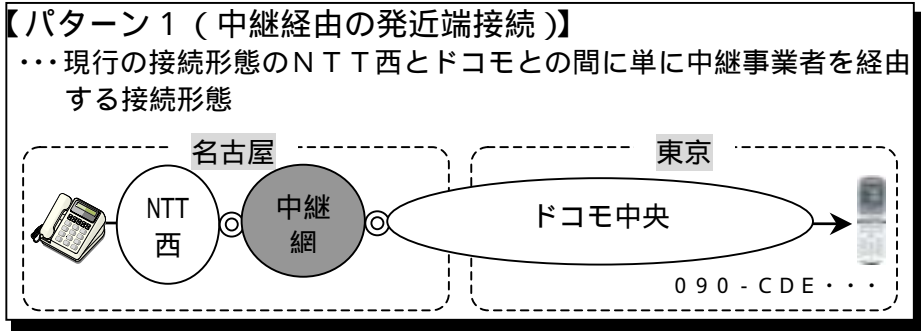 【パターン１（中継経由の発近端接続）】
・・・現行の接続形態のＮＴＴ西とドコモとの間に単に中継事業者を経由
する接続形態
名古屋
東京
NTT
西
中継
網
ドコモ中央
０９０-ＣＤＥ・・・